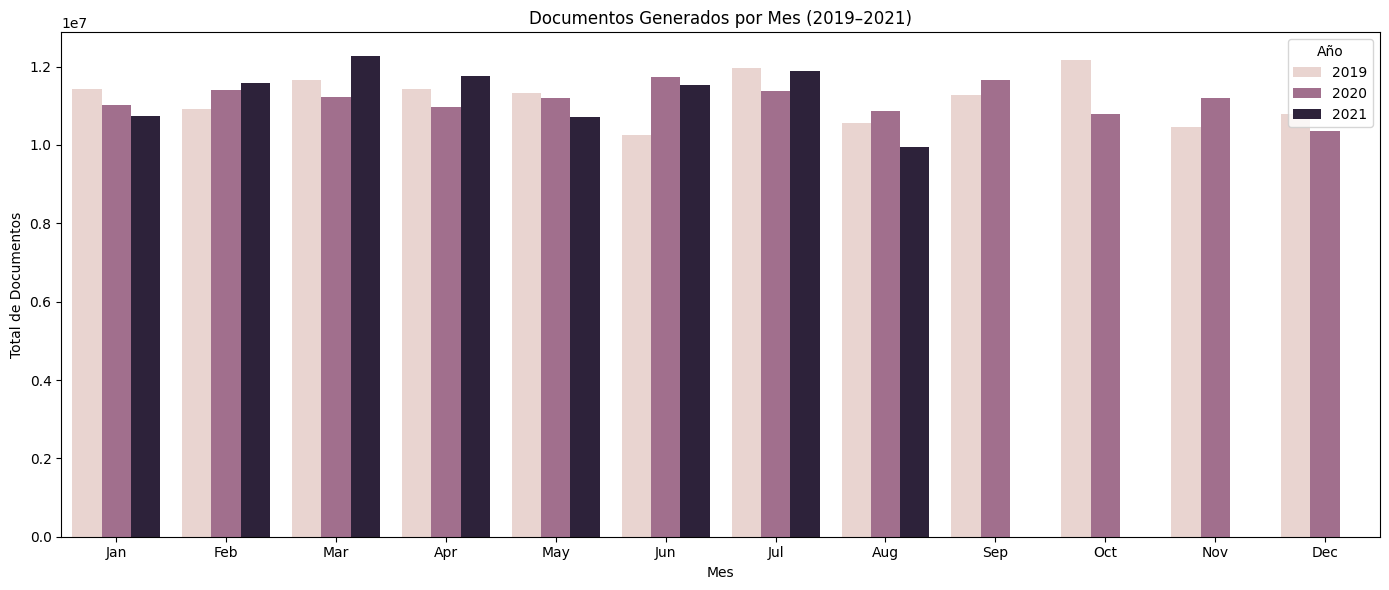 Documentos Generados por Mes (2019–2021)
1e7
Año
2019
2020
2021
1.2
1.0
0.8
0.6
0.4
0.2
0.0
Total de Documentos
Jan Feb Mar Apr May Jun Jul Aug Sep Oct Nov Dec
Mes